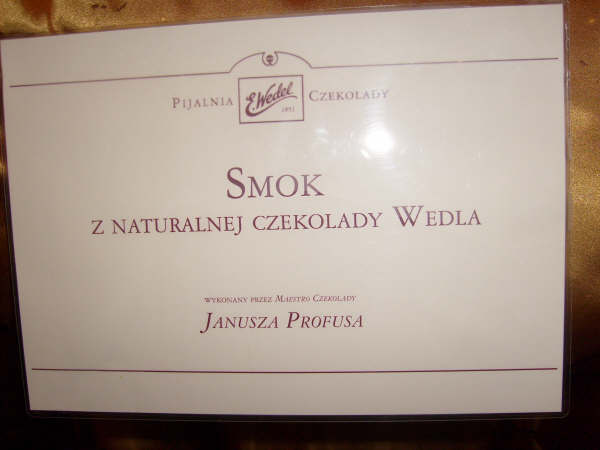 PIJALNIA E.Wedel CZEKOLADY
1851
SMOK
Z NATURALNEJ CZEKOLADY WEDLA
WYKONANY PRZEZ MAESTRO CZEKOLADY
JANUSZA PROFUSA